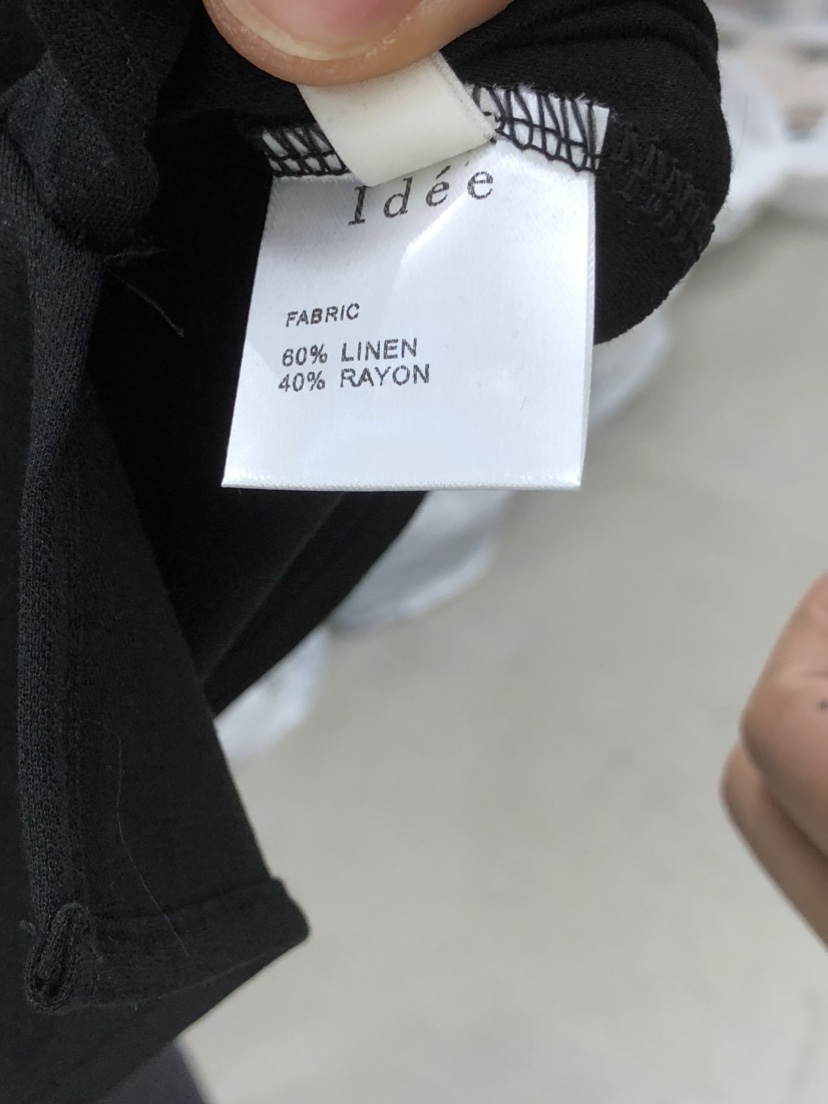 Idée
FABRIC
60% LINEN
40% RAYON